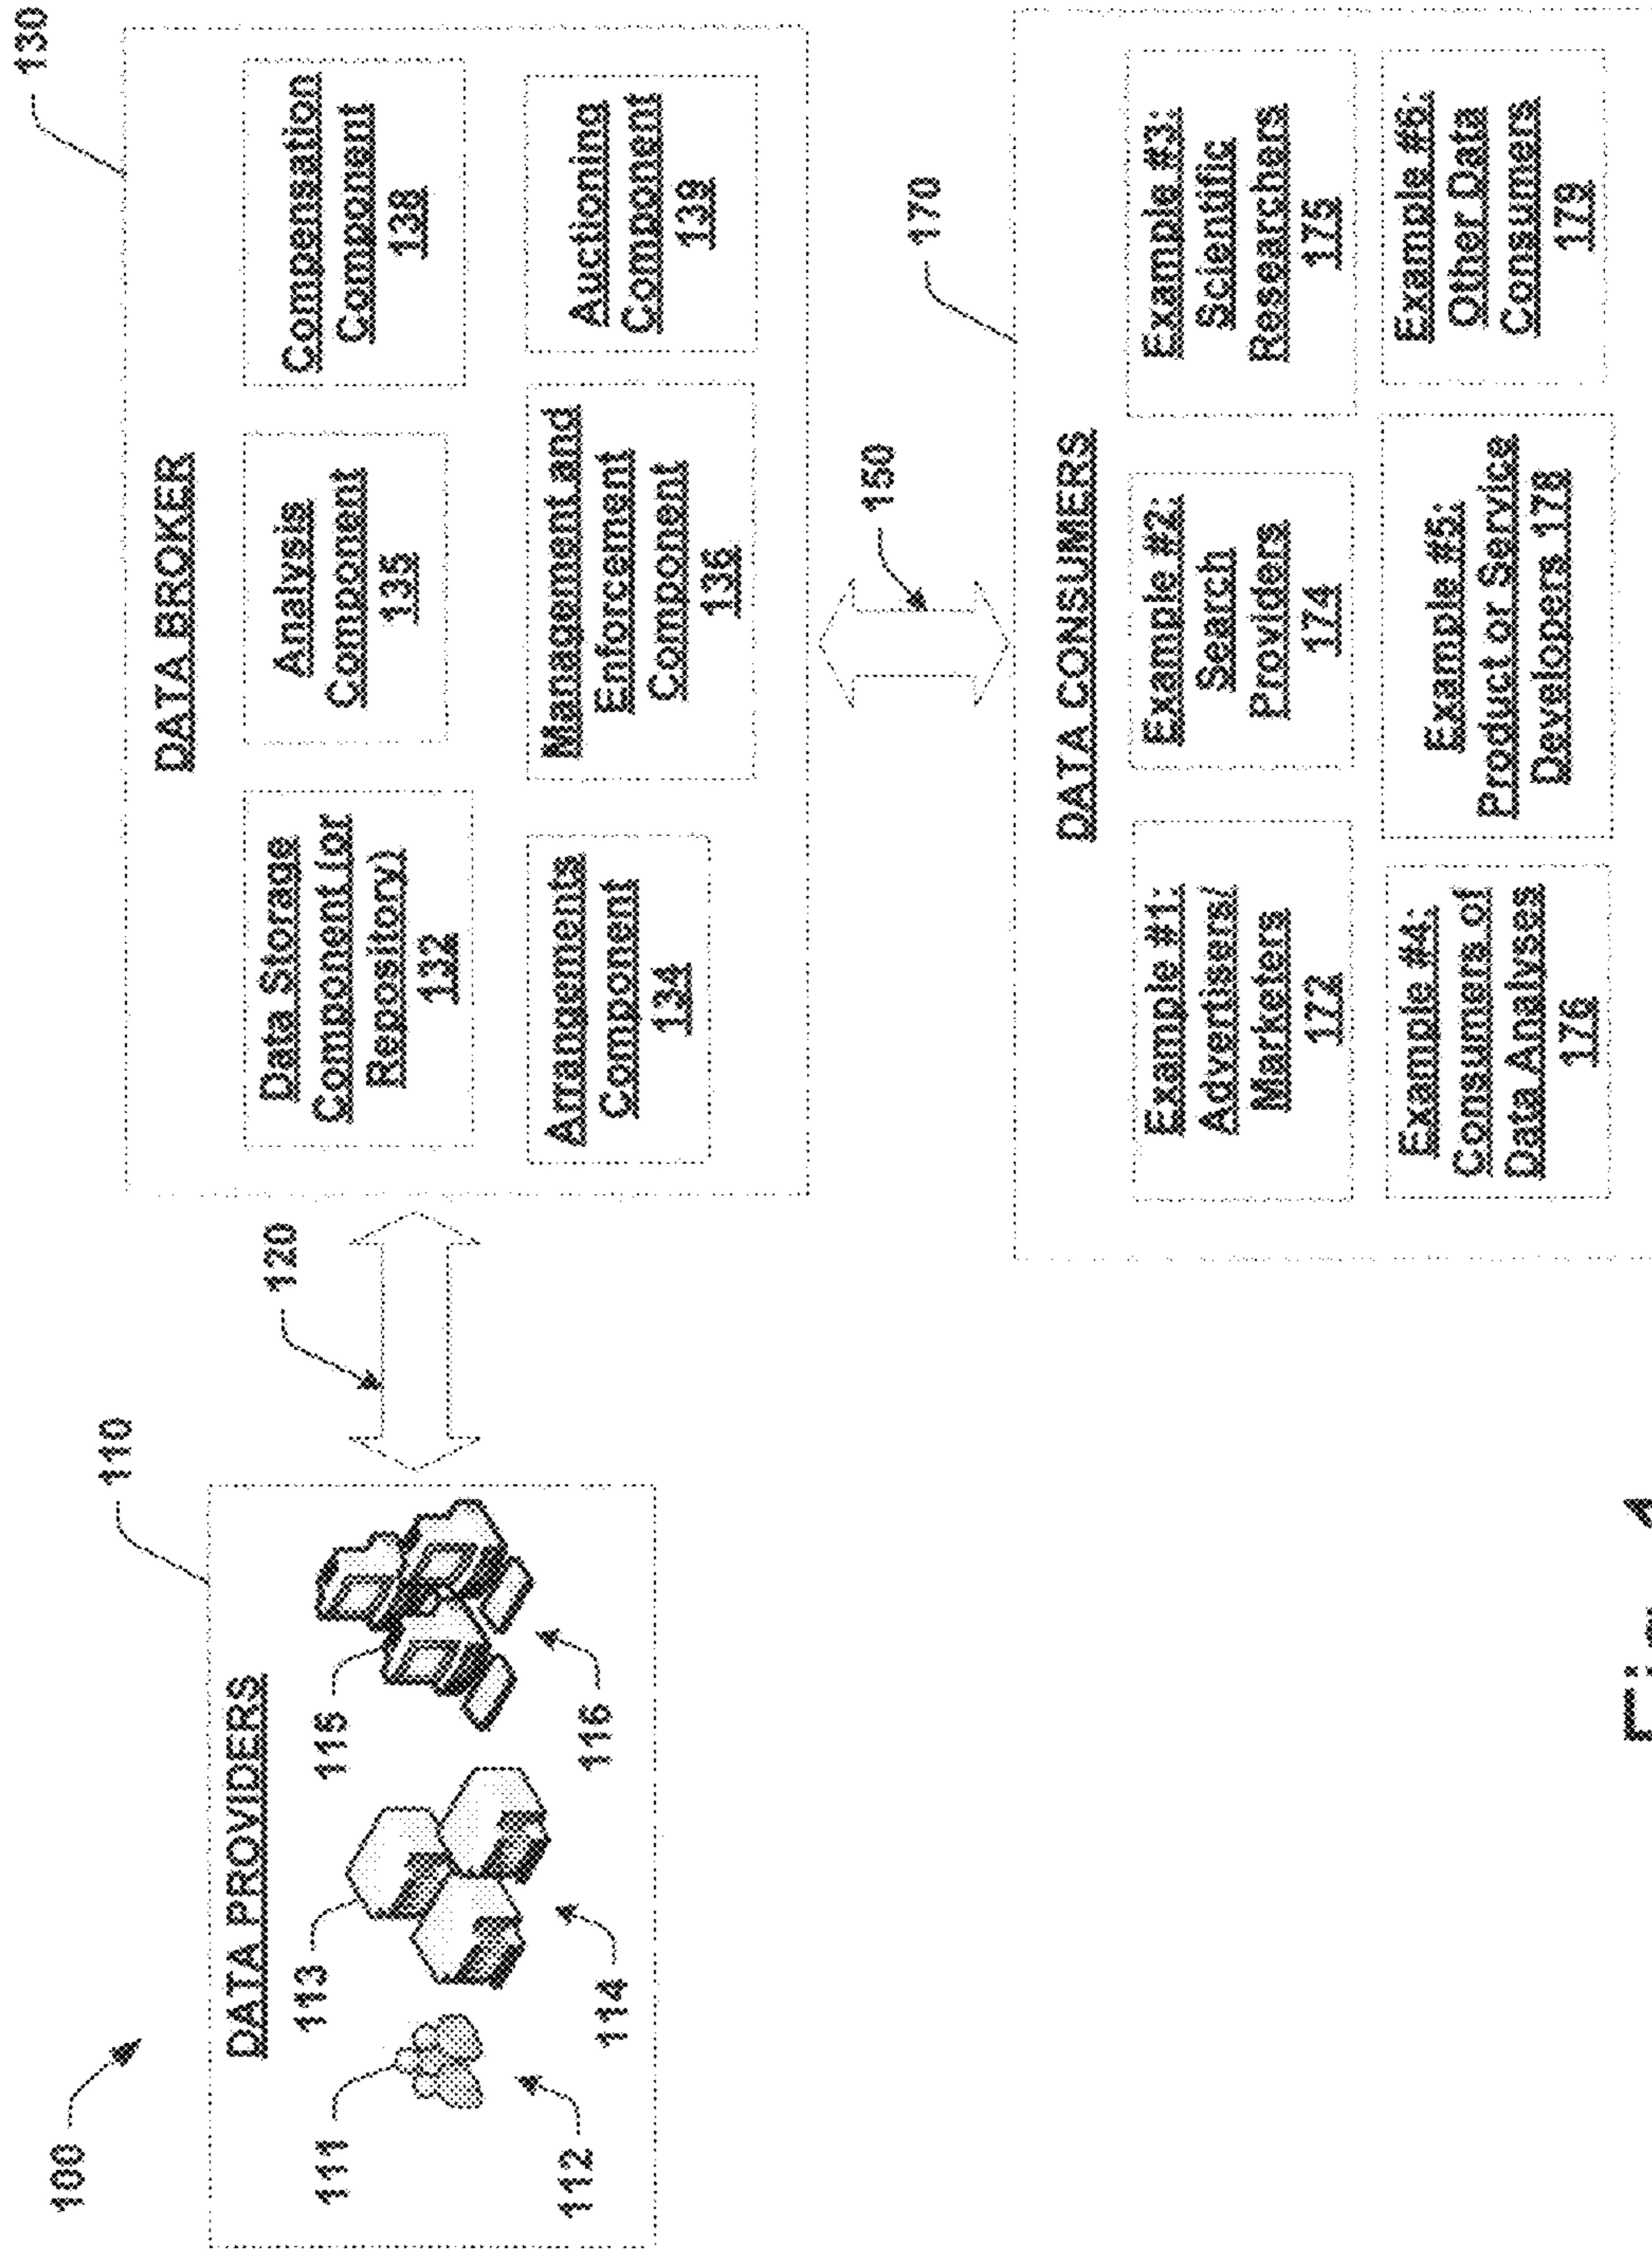 100
110
DATA PROVIDERS
111
113
115
112
114
116
120
130
DATA BROKER
Data Storage
Component (or
Repository)
132
Analysis
Component
135
Compensation
Component
138
Arrangements
Component
134
Management and
Enforcement
Component
136
Auctioning
Component
139
150
170
DATA CONSUMERS
Example #1:
Advertisers/
Marketers
172
Example #2:
Search
Providers
174
Example #3:
Scientific
Researchers
175
Example #4:
Consumers of
Data Analyses
176
Example #5:
Product or Service
Developers 178
Example #6:
Other Data
Consumers
179